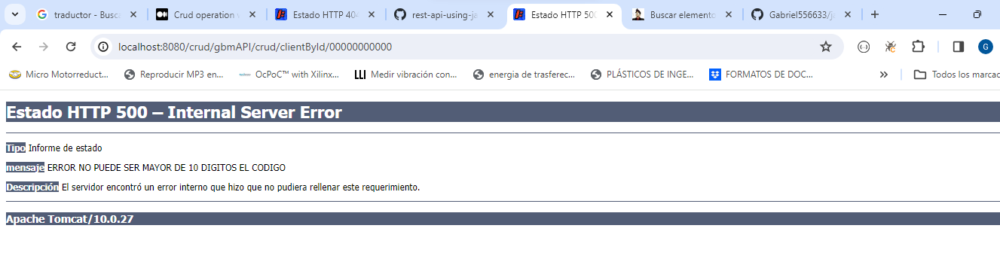 traductor - Busc
Crud operation
Estado HTTP 404
rest-api-using-ja
Estado HTTP 500
Buscar elemento
Gabriel556633/jc
localhost:8080/crud/gbmAPI/crud/clientById/00000000000
G
Micro Motorreduct...
Reproducir MP3 en...
OcPoC™ with Xilinx...
Medir vibración con...
energia de trasferec...
PLÁSTICOS DE INGE...
FORMATOS DE DOC...
Todos los marcad
Estado HTTP 500 – Internal Server Error
Tipo Informe de estado
mensaje ERROR NO PUEDE SER MAYOR DE 10 DIGITOS EL CODIGO
Descripción El servidor encontró un error interno que hizo que no pudiera rellenar este requerimiento.
Apache Tomcat/10.0.27